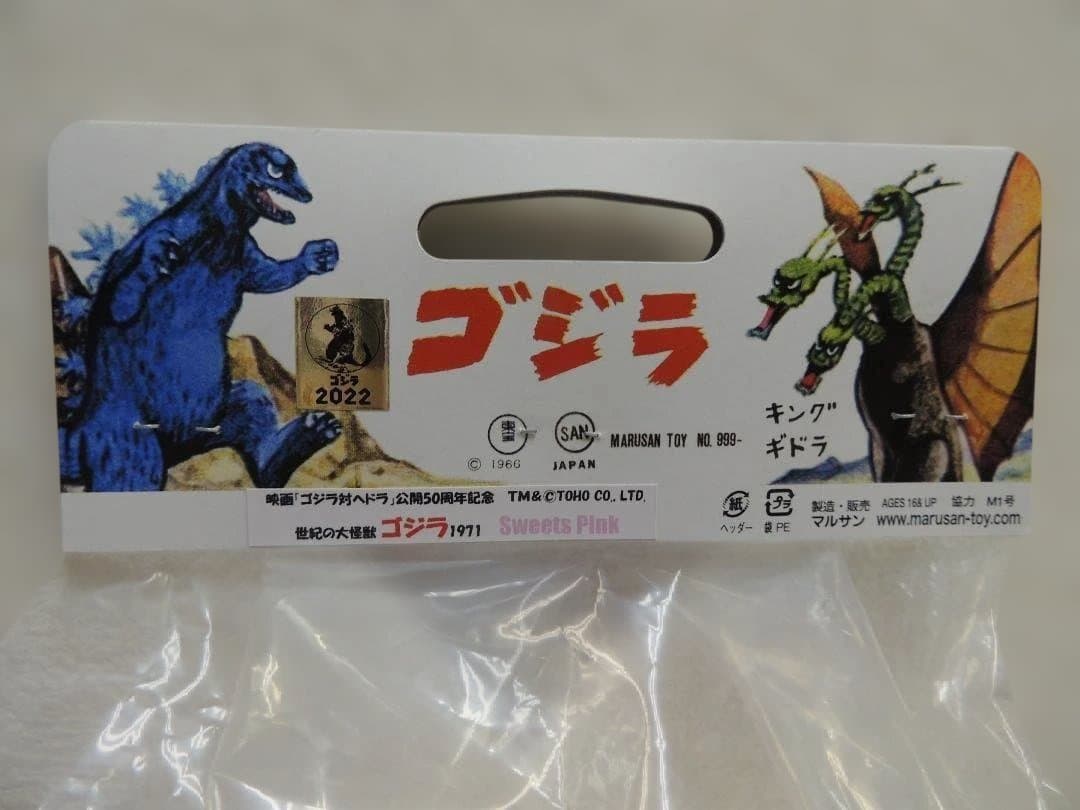 ゴジラ
ゴジラ
2022
東宝
SAN
MARUSAN TOY NO. 999-
© 1966
JAPAN
キング
ギドラ
映画「ゴジラ対ヘドラ」公開50周年記念 TM&©TOHO CO., LTD.
世紀の大怪獣 ゴジラ1971 Sweets Pink
紙
ヘッダー
プラ
袋 PE
製造・販売 AGES 16& UP 協力 M1号
マルサン www.marusan-toy.com